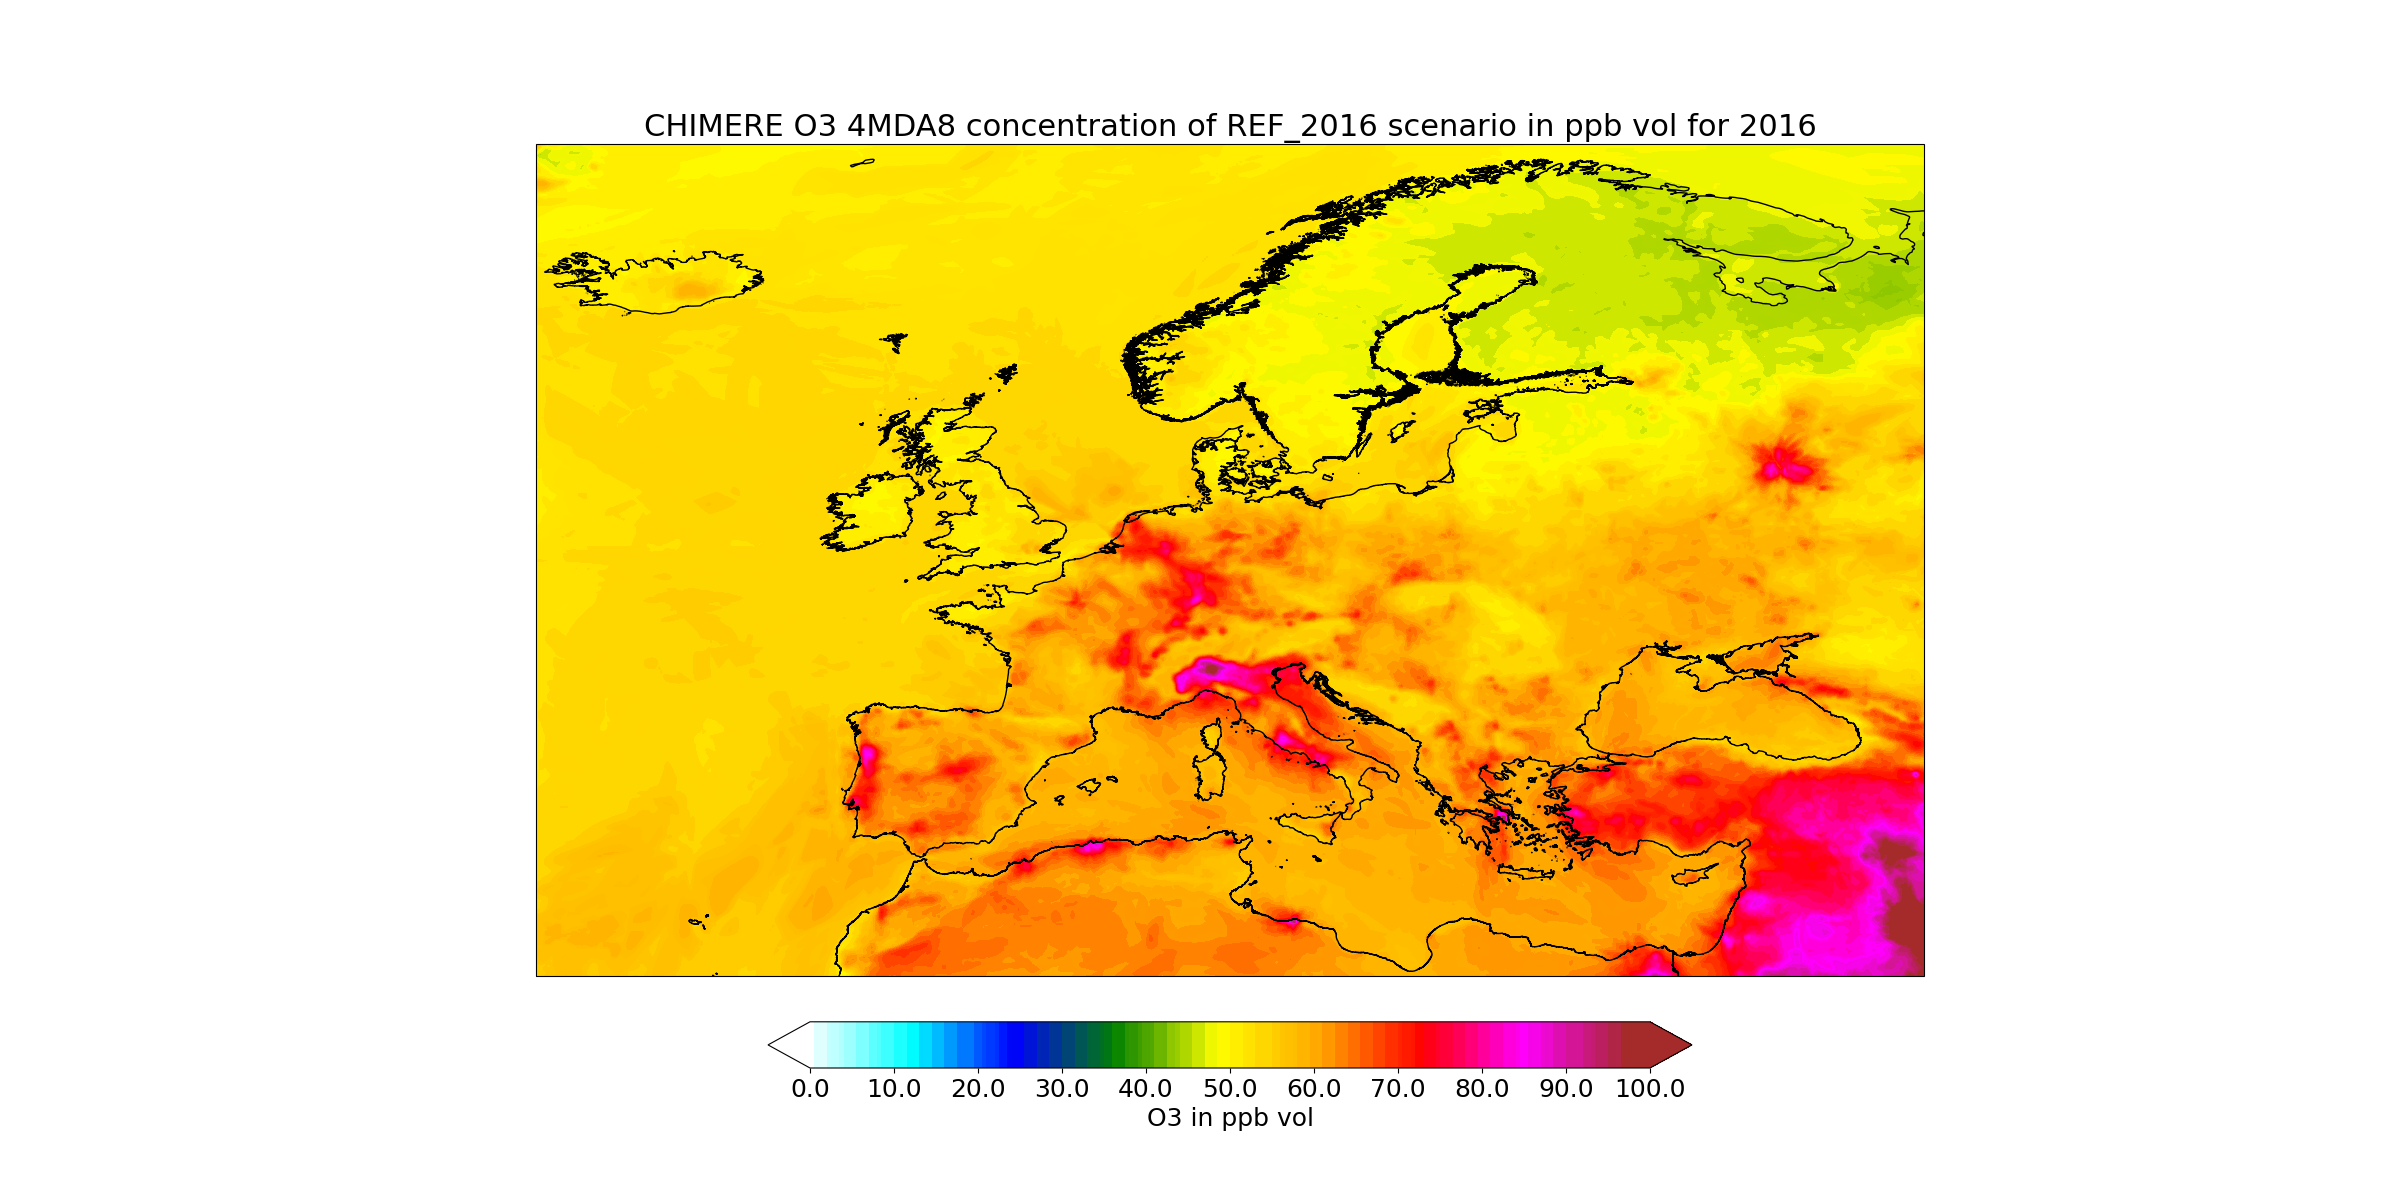 CHIMERE O3 4MDA8 concentration of REF_2016 scenario in ppb vol for 2016
0.0 10.0 20.0 30.0 40.0 50.0 60.0 70.0 80.0 90.0 100.0
O3 in ppb vol